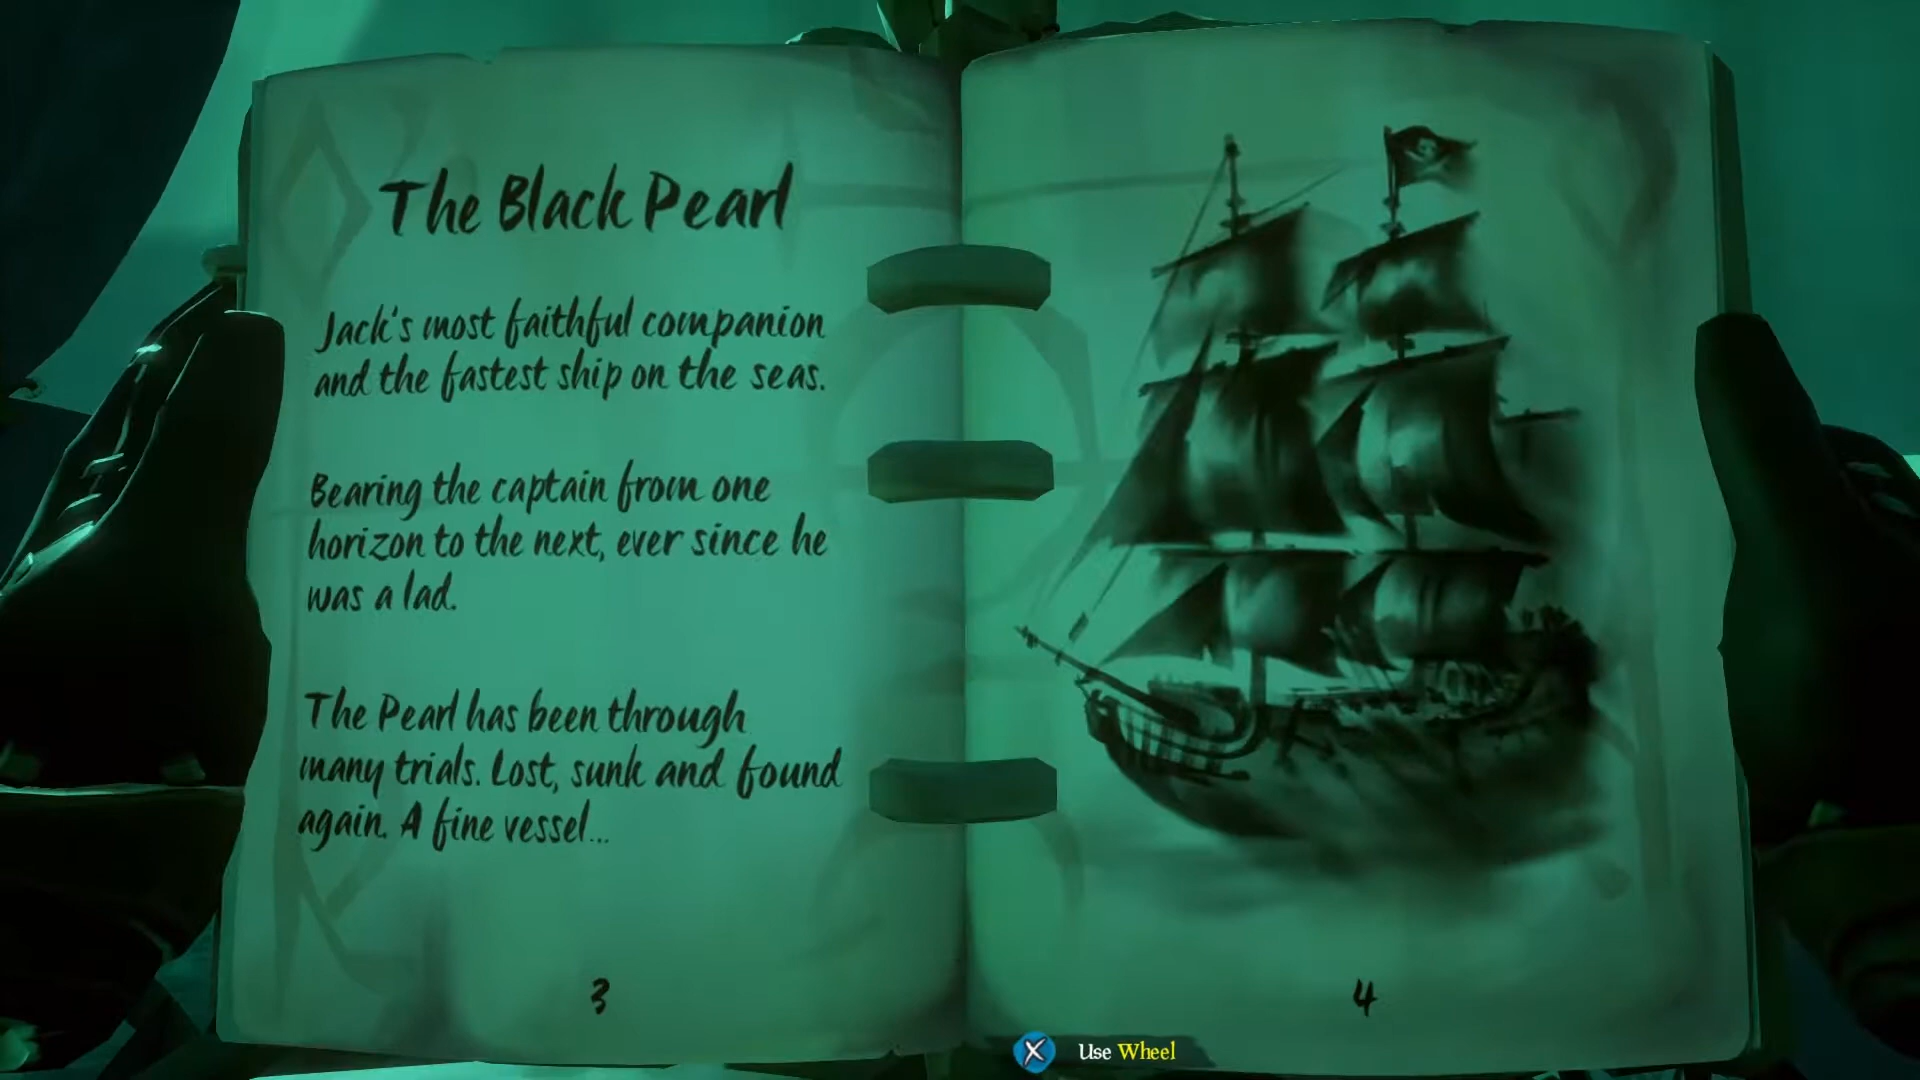 The Black Pearl
Jack's most faithful companion
and the fastest ship on the seas.
Bearing the captain from one
horizon to the next, ever since he
was a lad.
The Pearl has been through
many trials. Lost, sunk and found
again. A fine vessel...
3
4
X Use Wheel